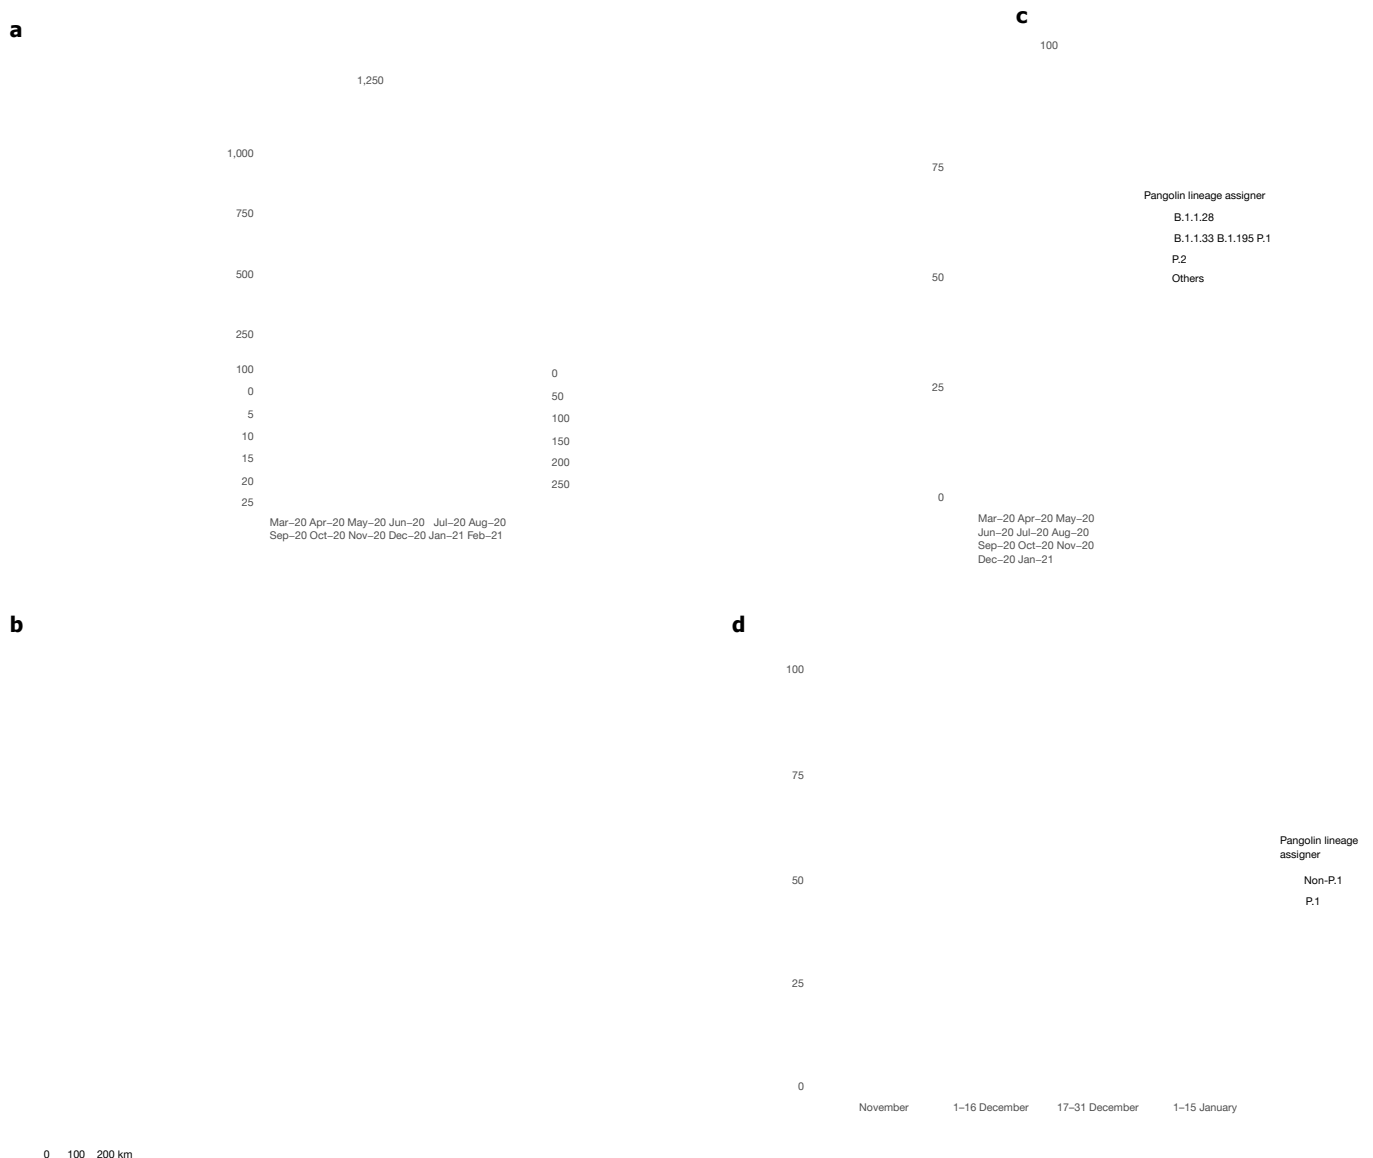 a
1,250
1,000
750
500
250
100
0
5
10
15
20
25
0
50
100
150
200
250
Mar–20 Apr–20 May–20 Jun–20 Jul–20 Aug–20
Sep–20 Oct–20 Nov–20 Dec–20 Jan–21 Feb–21
c
100
75
50
25
0
Pangolin lineage assigner
B.1.1.28
B.1.1.33 B.1.195 P.1
P.2
Others
Mar–20 Apr–20 May–20
Jun–20 Jul–20 Aug–20
Sep–20 Oct–20 Nov–20
Dec–20 Jan–21
b
0 100 200 km
d
100
75
50
25
0
Pangolin lineage
assigner
Non-P.1
P.1
November 1–16 December 17–31 December 1–15 January